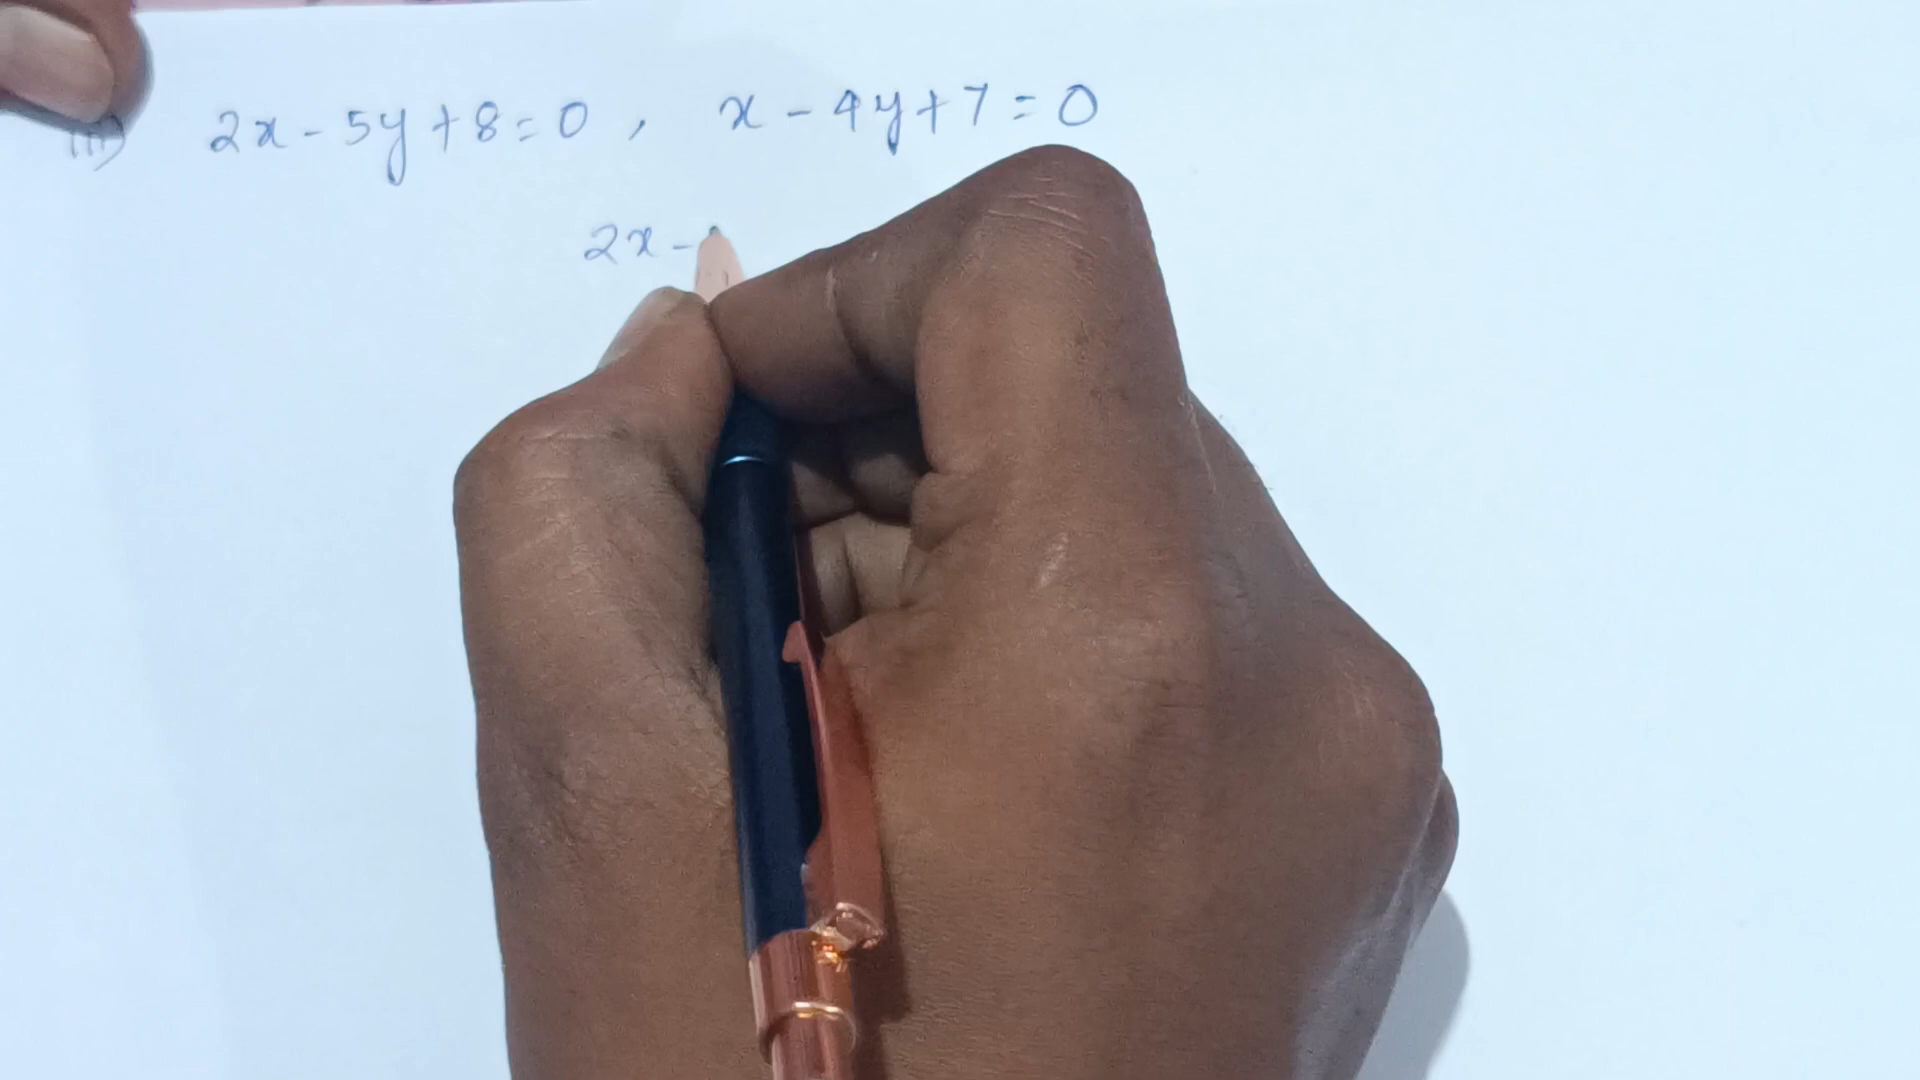 iii) 2x - 5y + 8 = 0 , x - 4y + 7 = 0
2x -